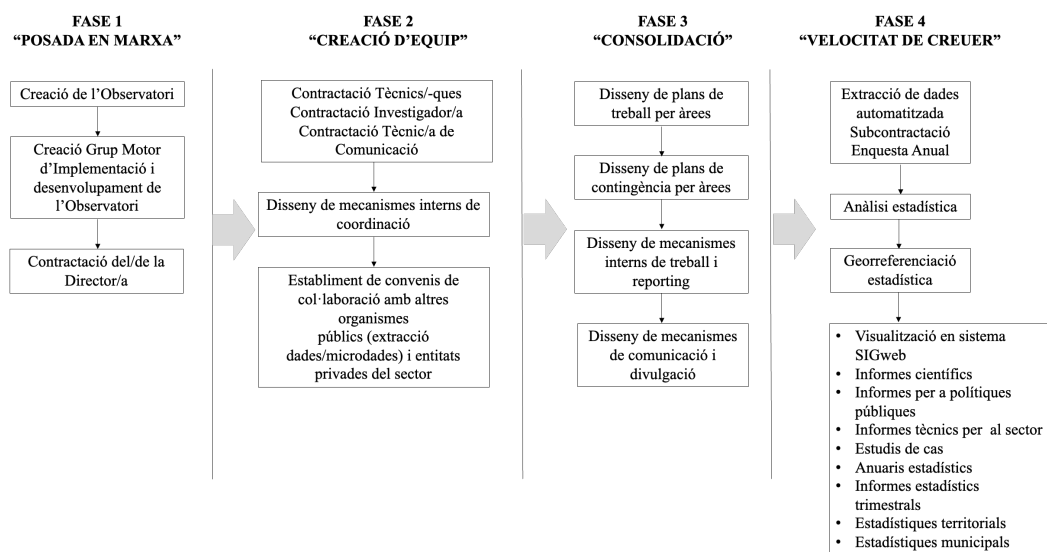 FASE 1
“POSADA EN MARXA”
Creació de l’Observatori
Creació Grup Motor
d’Implementació i
desenvolupament de
l’Observatori
Contractació del/de la
Director/a
FASE 2
“CREACIÓ D’EQUIP”
Contractació Tècnics/-ques
Contractació Investigador/a
Contractació Tècnic/a de
Comunicació
Disseny de mecanismes interns de
coordinació
Establiment de convenis de
col·laboració amb altres
organismes
públics (extracció
dades/microdades) i entitats
privades del sector
FASE 3
“CONSOLIDACIÓ”
Disseny de plans de
treball per àrees
Disseny de plans de
contingència per àrees
Disseny de mecanismes
interns de treball i
reporting
Disseny de mecanismes
de comunicació i
divulgació
FASE 4
“VELOCITAT DE CREUER”
Extracció de dades
automatitzada
Subcontractació
Enquesta Anual
Anàlisi estadística
Georreferenciació
estadística
• Visualització en sistema
SIGweb
• Informes científics
• Informes per a polítiques
públiques
• Informes tècnics per al sector
• Estudis de cas
• Anuaris estadístics
• Informes estadístics
trimestrals
• Estadístiques territorials
• Estadístiques municipals